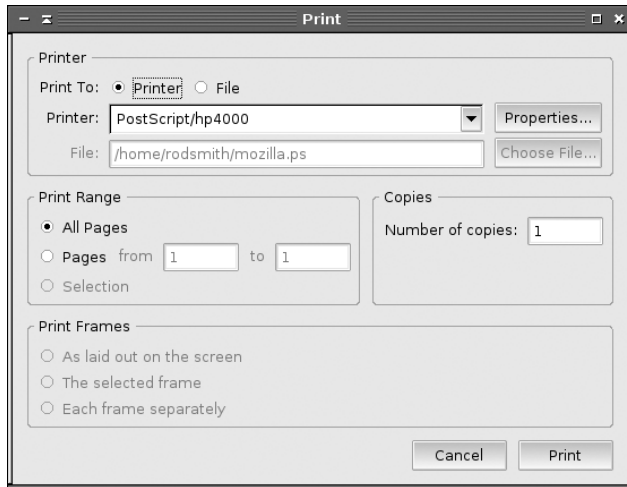 Print
Printer
Print To: Printer File
Printer: PostScript/hp4000 Properties...
File: /home/rodsmith/mozilla.ps Choose File...
Print Range
All Pages
Pages from 1 to 1
Selection
Copies
Number of copies: 1
Print Frames
As laid out on the screen
The selected frame
Each frame separately
Cancel Print